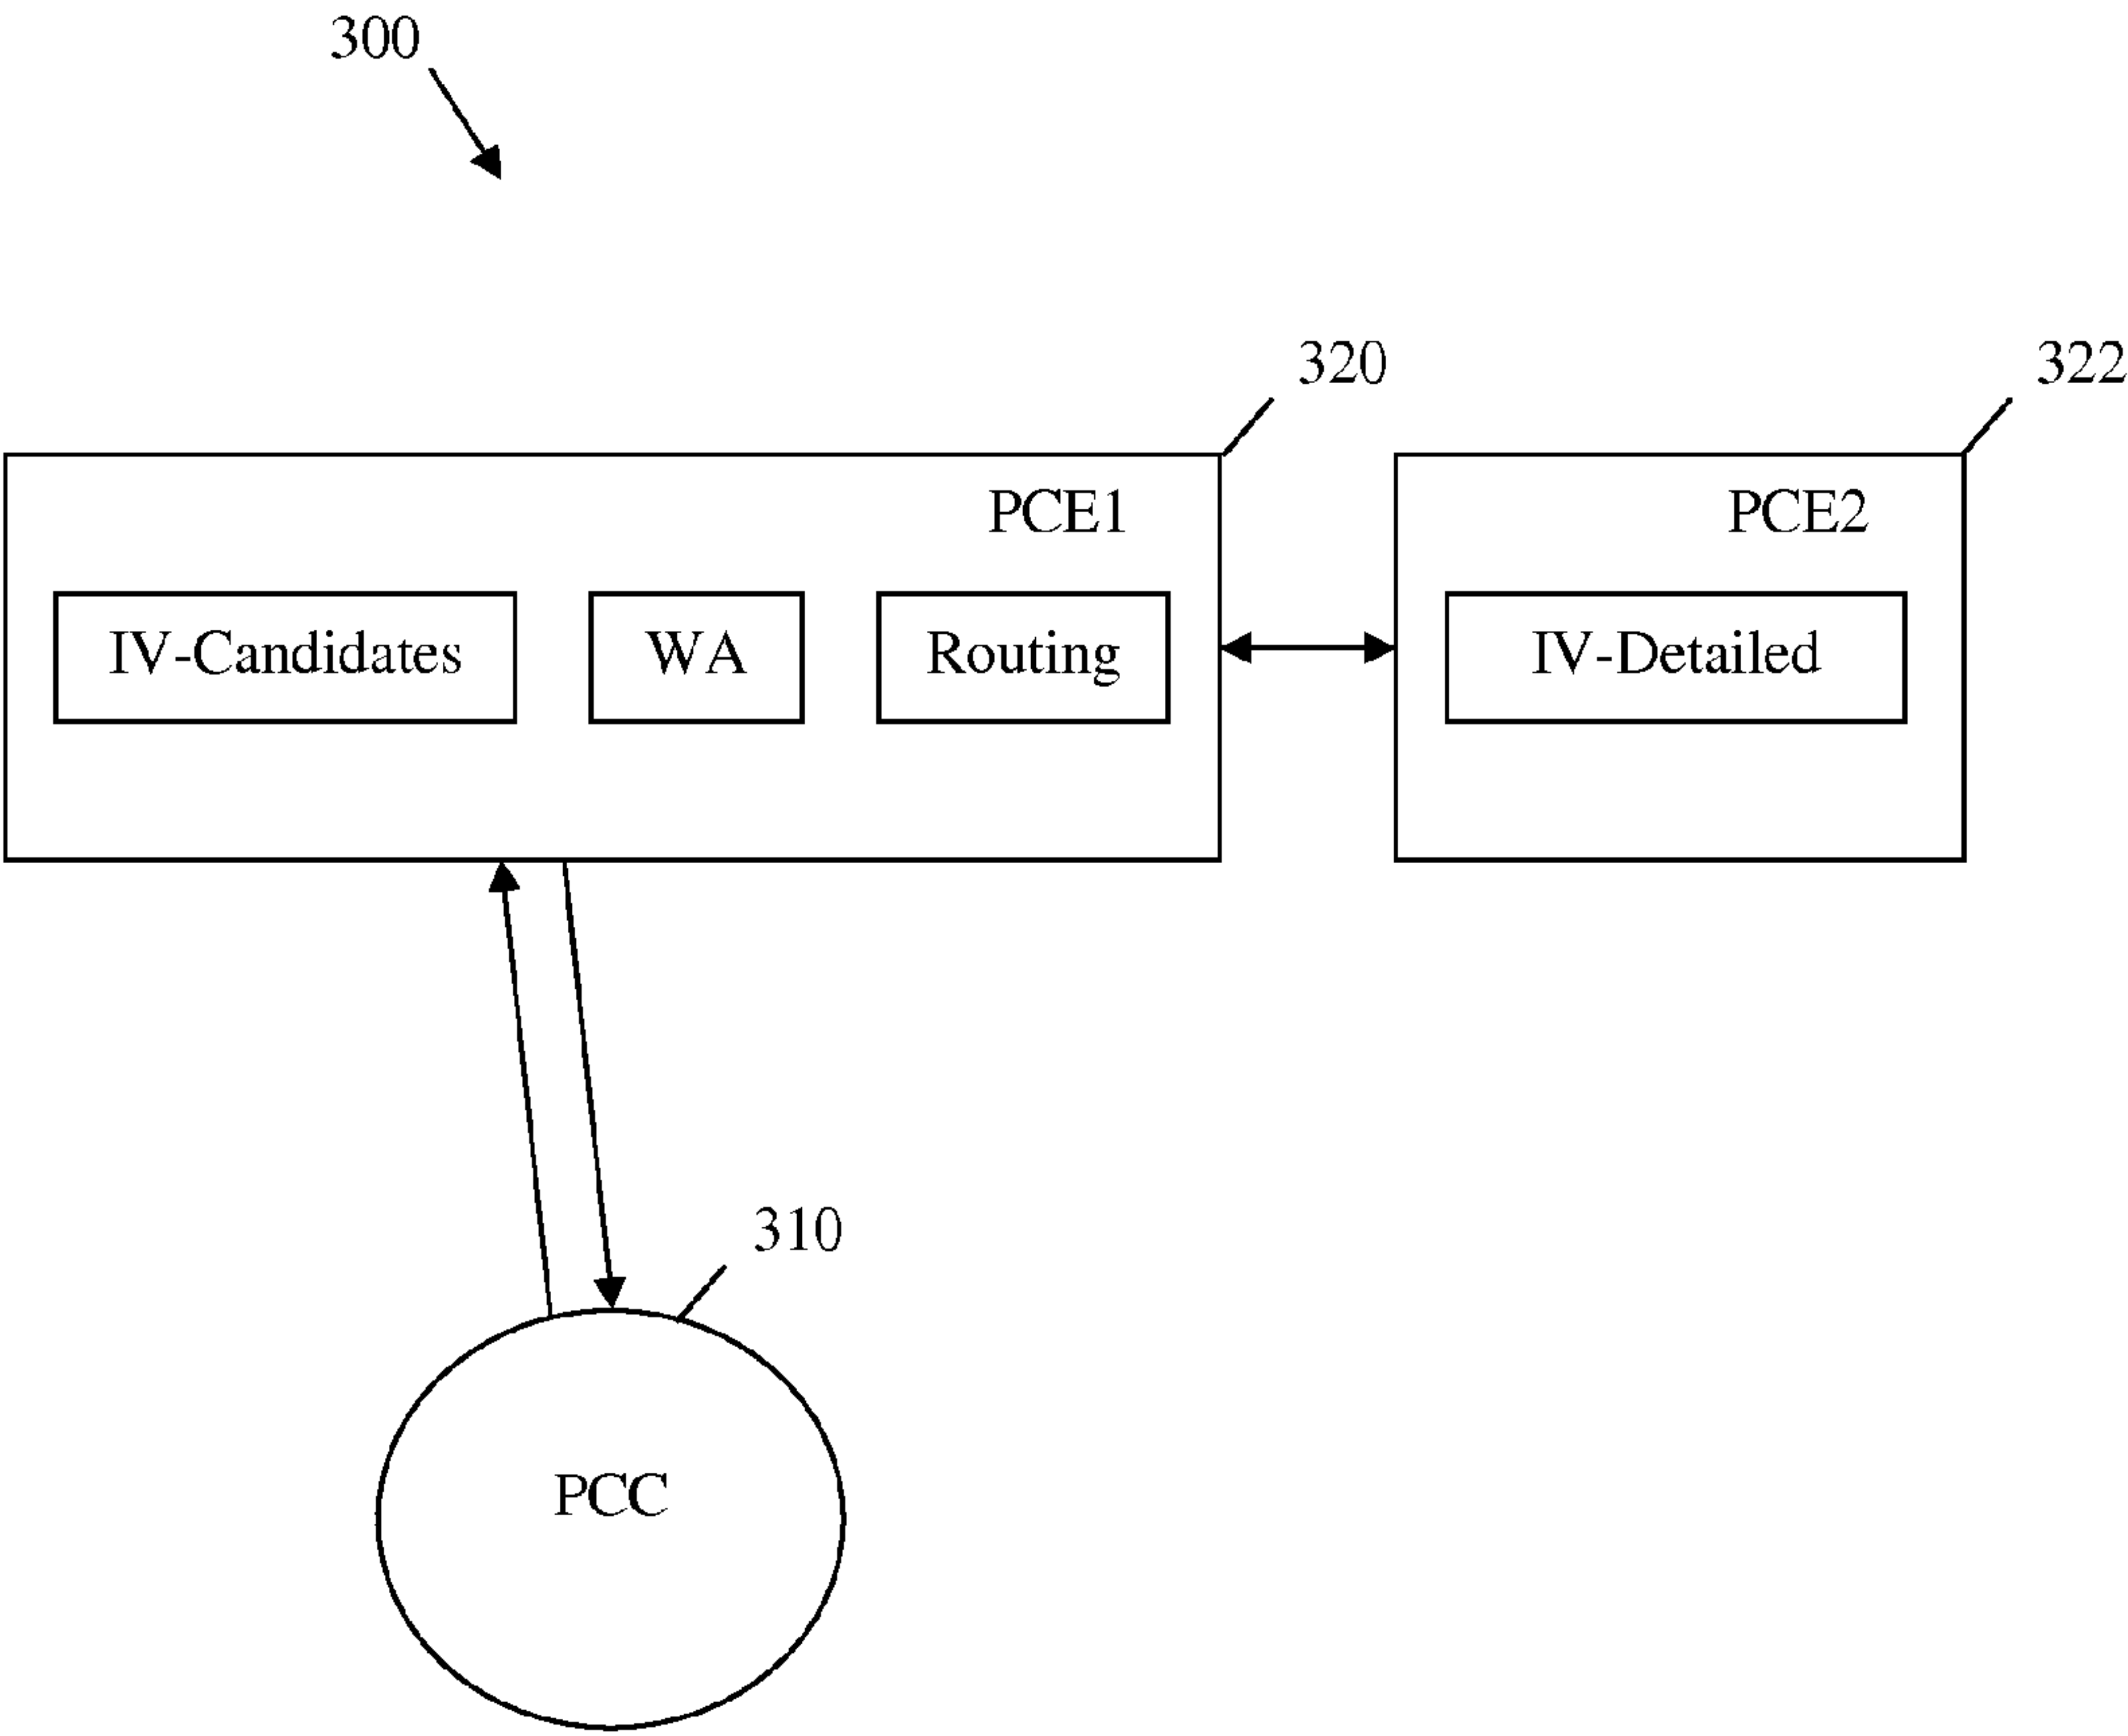 300
320
322
PCE1
PCE2
IV-Candidates
WA
Routing
IV-Detailed
310
PCC